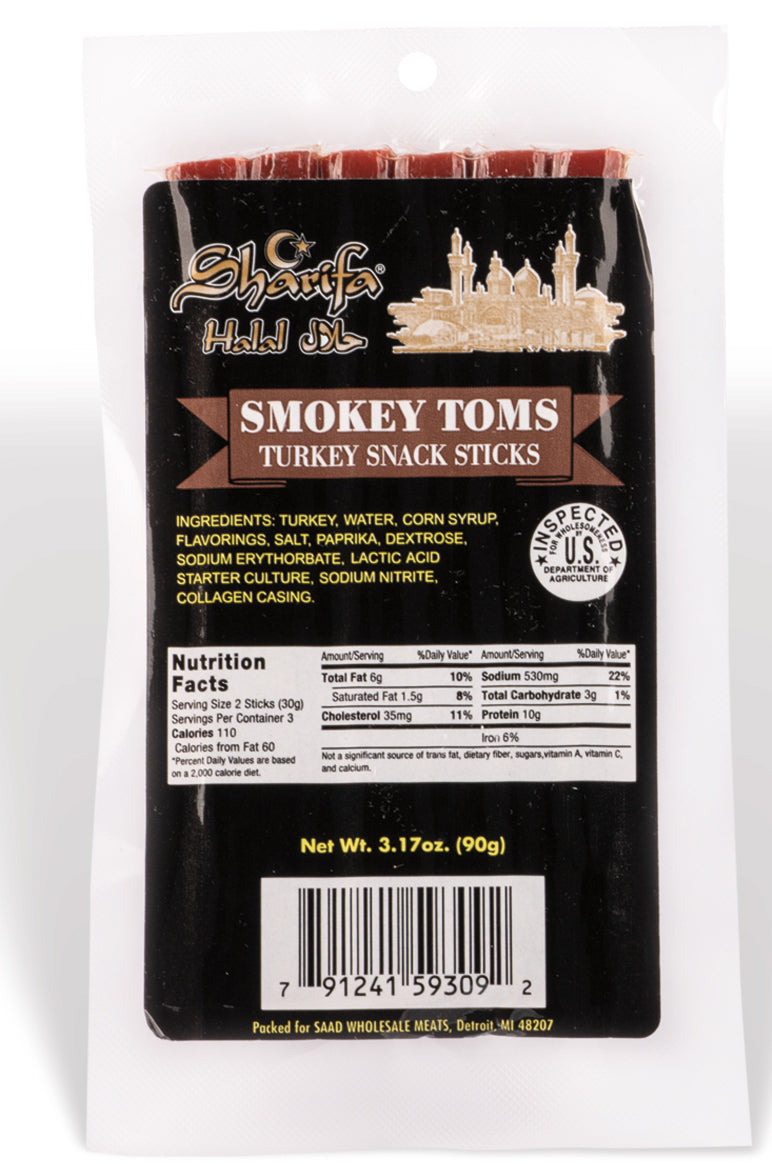 Sharifa®
Halal حلال
SMOKEY TOMS
TURKEY SNACK STICKS
INGREDIENTS: TURKEY, WATER, CORN SYRUP,
FLAVORINGS, SALT, PAPRIKA, DEXTROSE,
SODIUM ERYTHORBATE, LACTIC ACID
STARTER CULTURE, SODIUM NITRITE,
COLLAGEN CASING.
INSPECTED
FOR WHOLESOMENESS
BY
U.S.
DEPARTMENT OF
AGRICULTURE
Nutrition
Facts
Serving Size 2 Sticks (30g)
Servings Per Container 3
Calories 110
Calories from Fat 60
*Percent Daily Values are based
on a 2,000 calorie diet.
Amount/Serving %Daily Value* Amount/Serving %Daily Value*
Total Fat 6g 10% Sodium 530mg 22%
Saturated Fat 1.5g 8% Total Carbohydrate 3g 1%
Cholesterol 35mg 11% Protein 10g
Iron 6%
Not a significant source of trans fat, dietary fiber, sugars,vitamin A, vitamin C,
and calcium.
Net Wt. 3.17oz. (90g)
7 91241 59309 2
Packed for SAAD WHOLESALE MEATS, Detroit, MI 48207